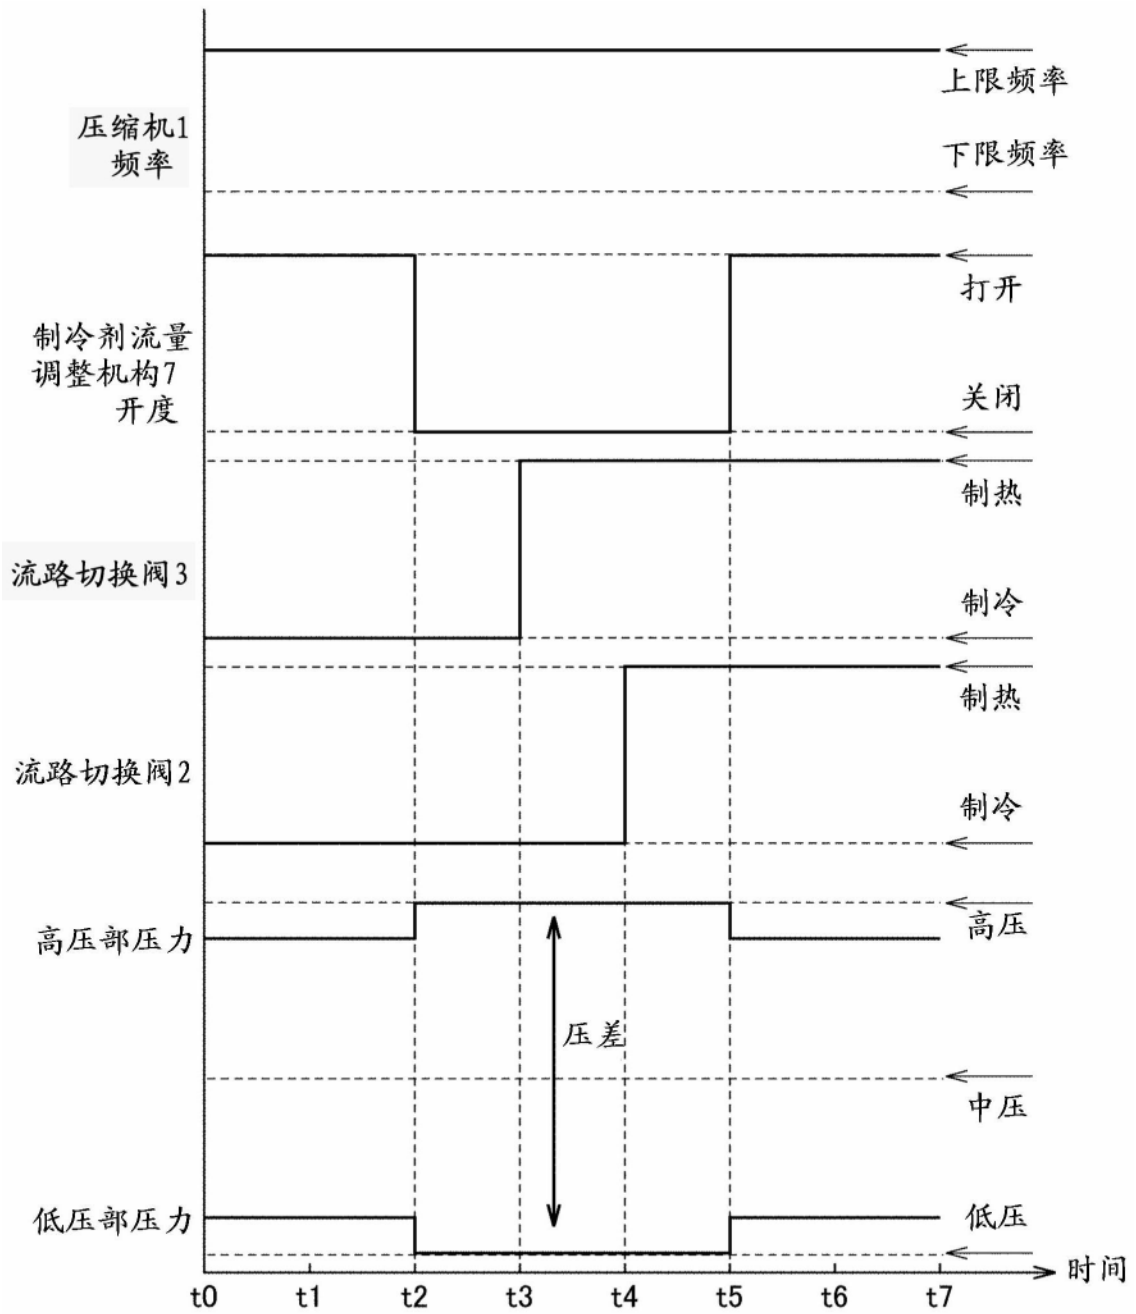 上限频率
压缩机1
频率
下限频率
打开
制冷剂流量
调整机构7
开度
关闭
制热
流路切换阀3
制冷
制热
流路切换阀2
制冷
高压部压力
高压
压差
中压
低压部压力
低压
时间
t0 t1 t2 t3 t4 t5 t6 t7